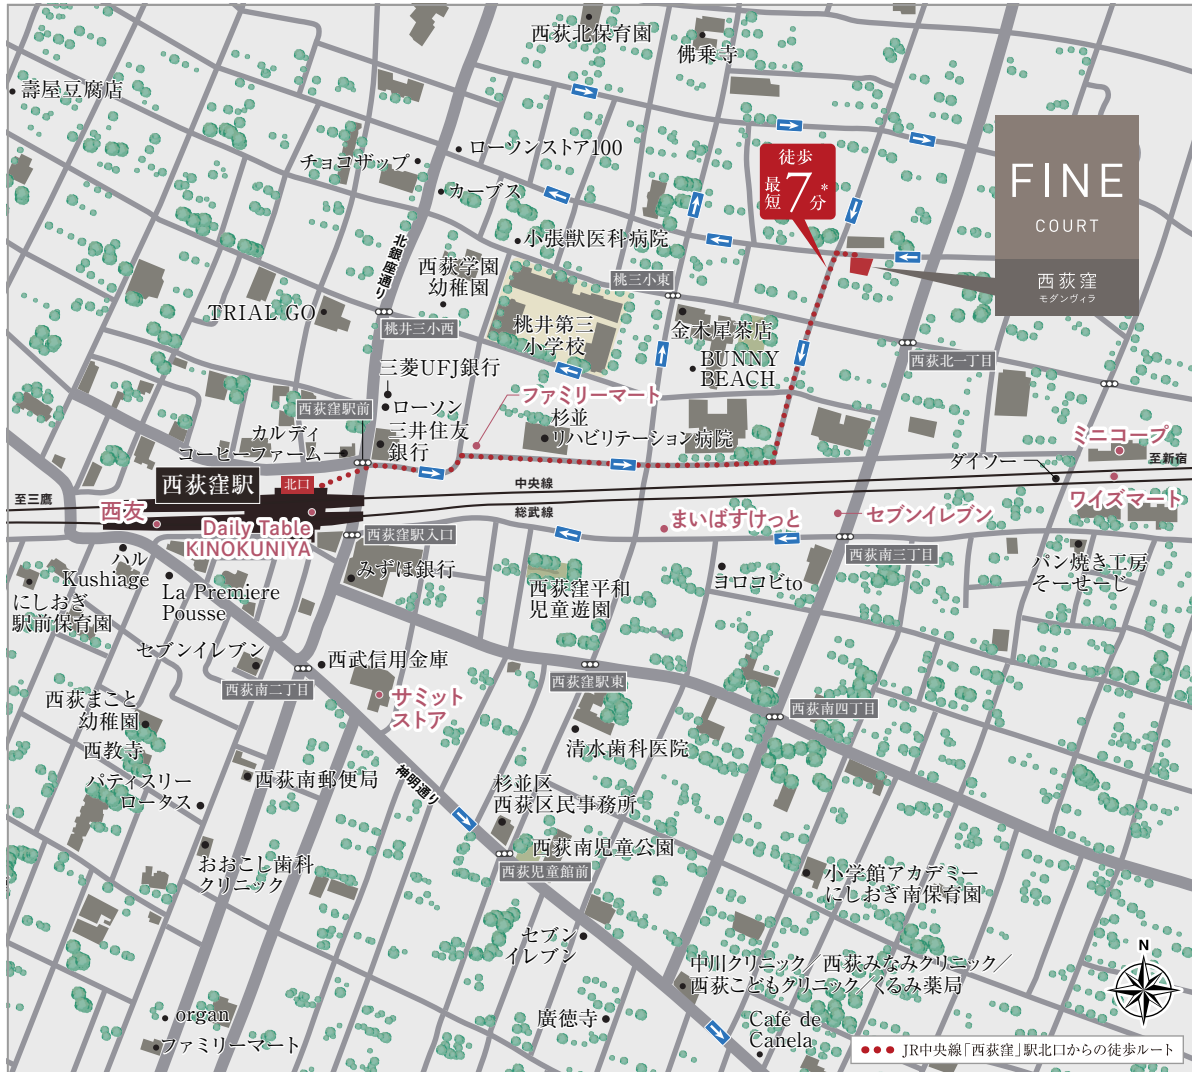 西荻北保育園
佛乗寺
壽屋豆腐店
ローソンストア100
チョコザップ
カーブス
徒歩
最短7分*
FINE
COURT
西荻窪
モダンヴィラ
北銀座通り
小張獣医科病院
西荻学園
幼稚園
桃三小東
TRIAL GO
桃井三小西
桃井第三
小学校
金木犀茶店
BUNNY
BEACH
西荻北一丁目
三菱UFJ銀行
ファミリーマート
西荻窪駅前
ローソン
三井住友
銀行
杉並
リハビリテーション病院
カルディ
コーヒーファーム
ミニコープ
ダイソー
至新宿
西荻窪駅
北口
中央線
至三鷹
総武線
西友
Daily Table
KINOKUNIYA
まいばすけっと
セブンイレブン
ワイズマート
西荻窪駅入口
西荻南三丁目
ハル
Kushiage
みずほ銀行
La Premiere
Pousse
西荻窪平和
児童遊園
ヨロコビto
パン焼き工房
そーせーじ
にしおぎ
駅前保育園
セブンイレブン
西武信用金庫
西荻南二丁目
西荻窪駅東
サミット
ストア
西荻南四丁目
西荻まこと
幼稚園
西教寺
清水歯科医院
パティスリー
ロータス
西荻南郵便局
神明通り
杉並区
西荻区民事務所
西荻南児童公園
西荻児童館前
おおこし歯科
クリニック
小学館アカデミー
にしおぎ南保育園
セブン
イレブン
中川クリニック／西荻みなみクリニック／
西荻こどもクリニック／くるみ薬局
organ
ファミリーマート
廣徳寺
Café de
Canela
N
JR中央線「西荻窪」駅北口からの徒歩ルート